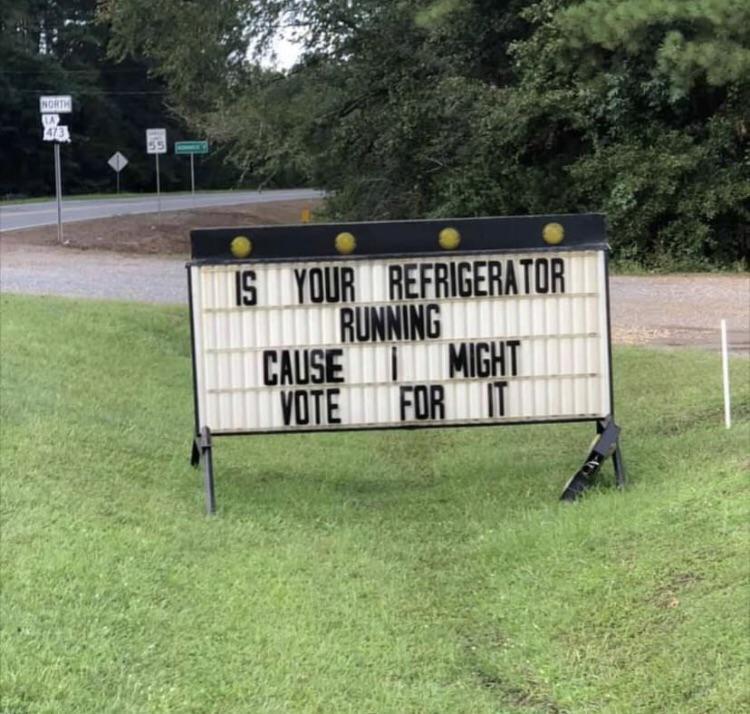 NORTH
LA
473
55
IS YOUR REFRIGERATOR
RUNNING
CAUSE I MIGHT
VOTE FOR IT